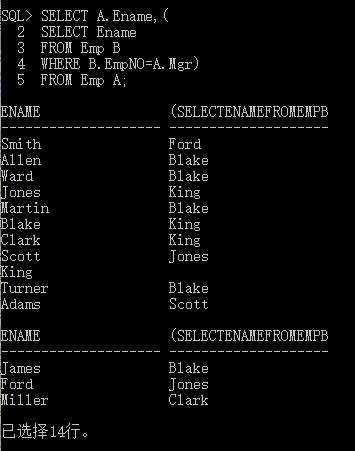 SQL> SELECT A.Ename,(
  2  SELECT Ename
  3  FROM Emp B
  4  WHERE B.EmpNO=A.Mgr)
  5  FROM Emp A;
ENAME                (SELECTENAMEFROMEMPB
-------------------- --------------------
Smith                Ford
Allen                Blake
Ward                 Blake
Jones                King
Martin               Blake
Blake                King
Clark                King
Scott                Jones
King
Turner               Blake
Adams                Scott
ENAME                (SELECTENAMEFROMEMPB
-------------------- --------------------
James                Blake
Ford                 Jones
Miller               Clark
已选择14行。